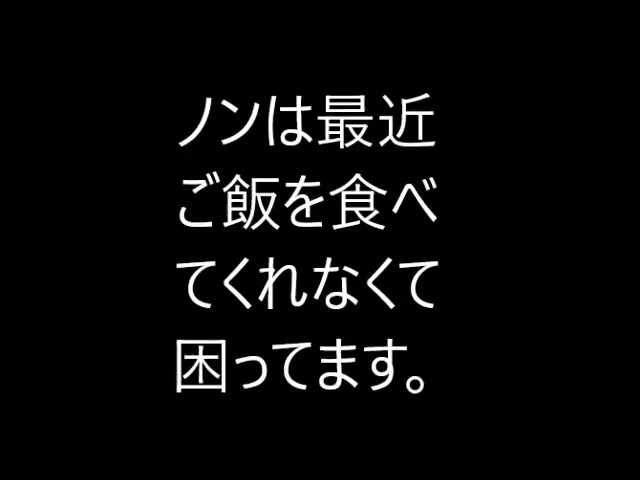 ノンは最近
ご飯を食べ
てくれなくて
困ってます。